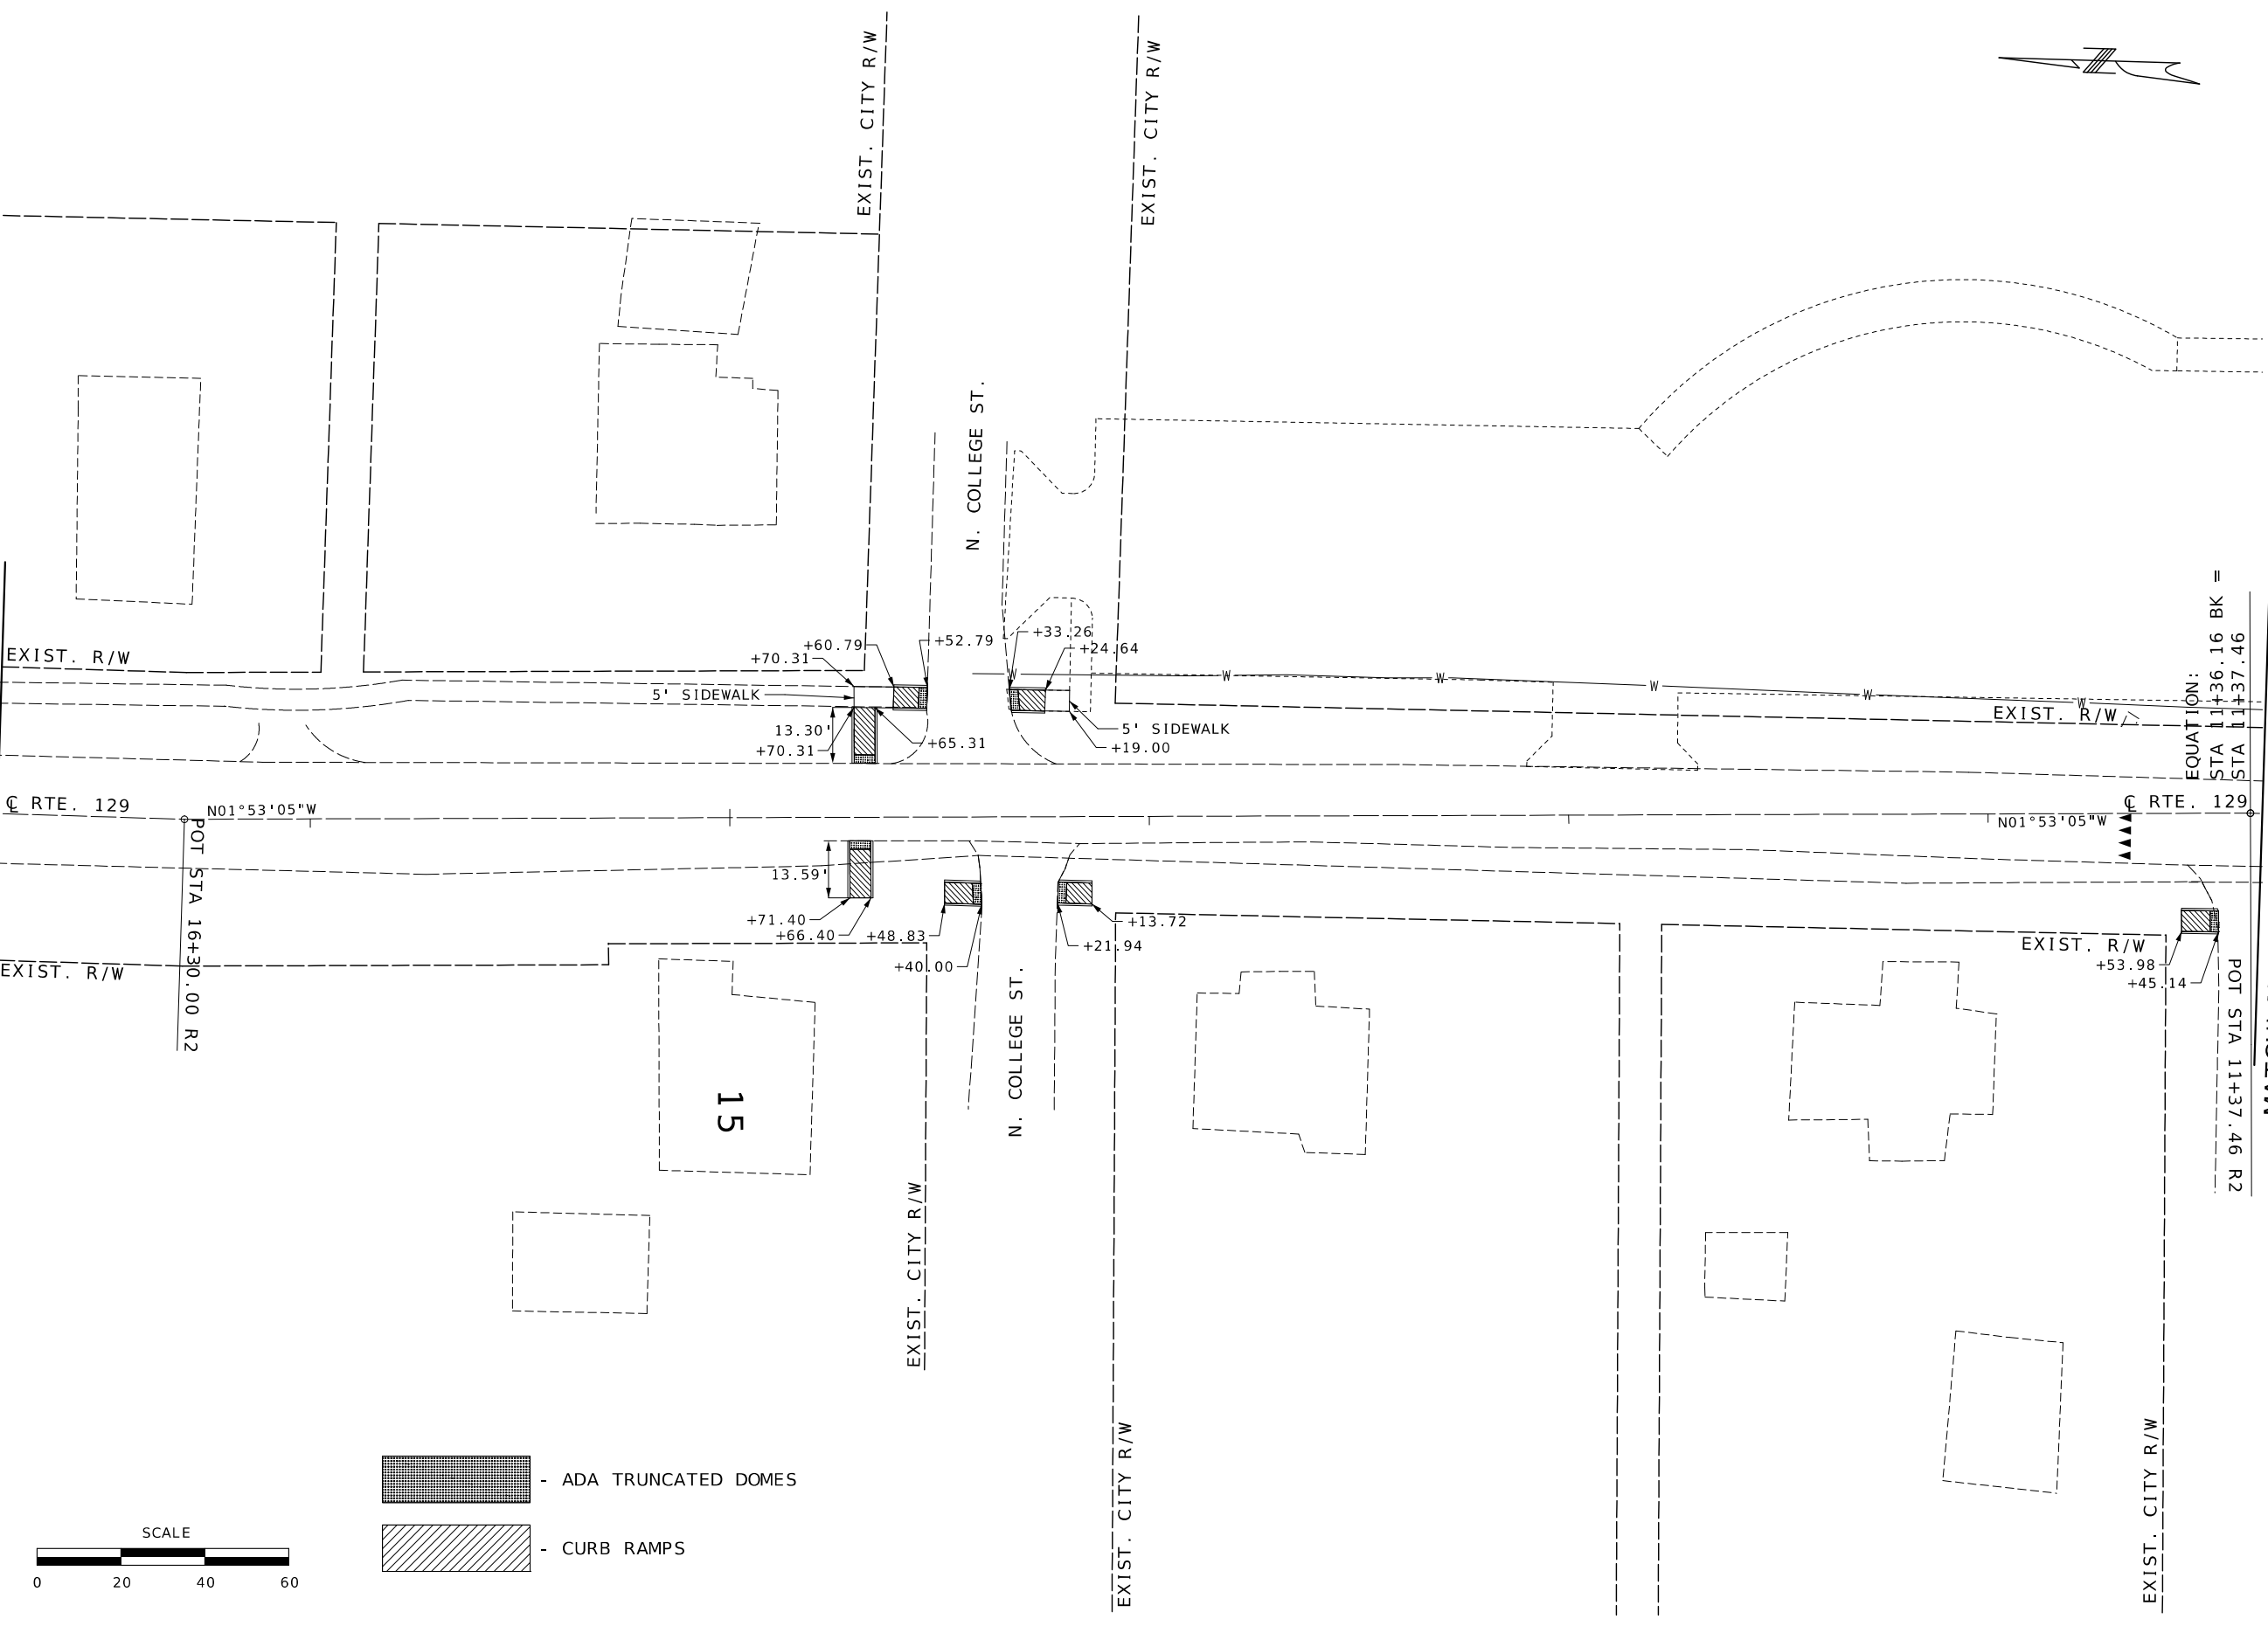 EXIST. CITY R/W
EXIST. CITY R/W
N. COLLEGE ST.
EQUATION:
STA 11+36.16 BK =
STA 11+37.46
EXIST. R/W
+60.79
+52.79
+33.26
+24.64
+70.31
5' SIDEWALK
W
W
W
W
W
W
13.30'
+70.31
+65.31
5' SIDEWALK
+19.00
EXIST. R/W
℄ RTE. 129
N01°53'05"W
℄ RTE. 129
N01°53'05"W
POT STA 16+30.00 R2
13.59'
+71.40
+66.40
+48.83
+40.00
+13.72
+21.94
EXIST. R/W
+53.98
+45.14
EXIST. R/W
POT STA 11+37.46 R2
N. COLLEGE ST.
15
EXIST. CITY R/W
EXIST. CITY R/W
EXIST. CITY R/W
- ADA TRUNCATED DOMES
- CURB RAMPS
SCALE
0 20 40 60